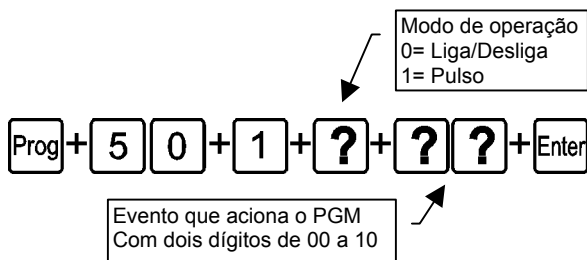 Modo de operação
0= Liga/Desliga
1= Pulso
Prog + 5 0 + 1 + ? + ? ? + Enter
Evento que aciona o PGM
Com dois dígitos de 00 a 10